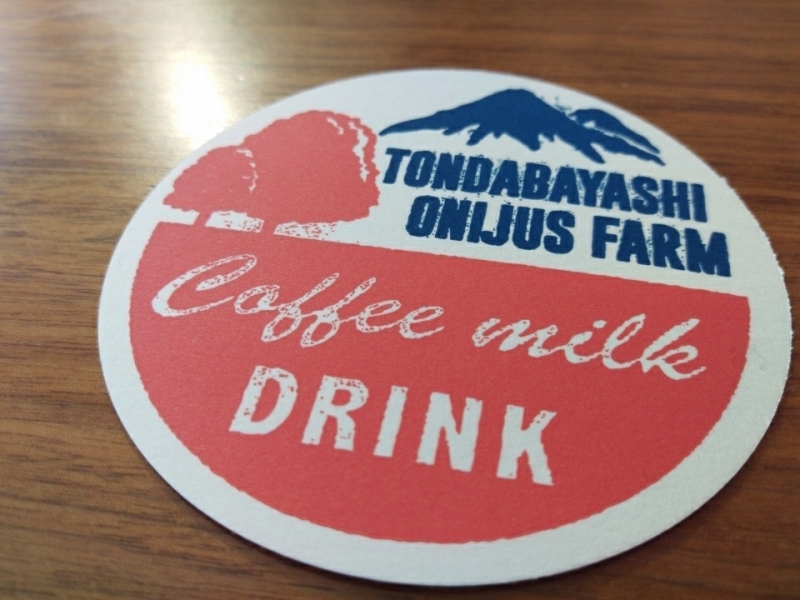 TONDABAYASHI
ONIJUS FARM
Coffee milk
DRINK